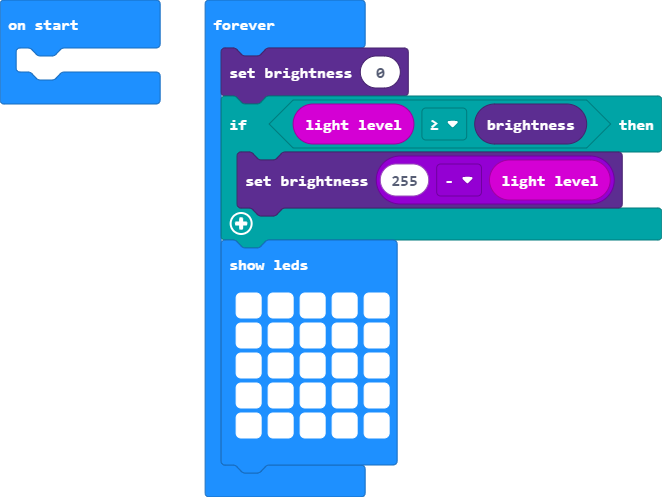 on start
forever
set brightness 0
if light level ≥ brightness then
set brightness 255 - light level
show leds